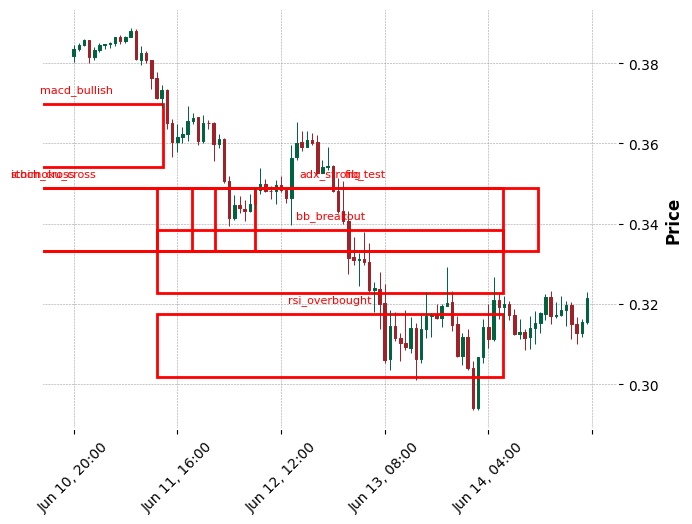 macd_bullish
adx_strong
fib_test
bb_breakout
rsi_overbought
0.38
0.36
0.34
0.32
0.30
Price
Jun 10, 20:00
Jun 11, 16:00
Jun 12, 12:00
Jun 13, 08:00
Jun 14, 04:00